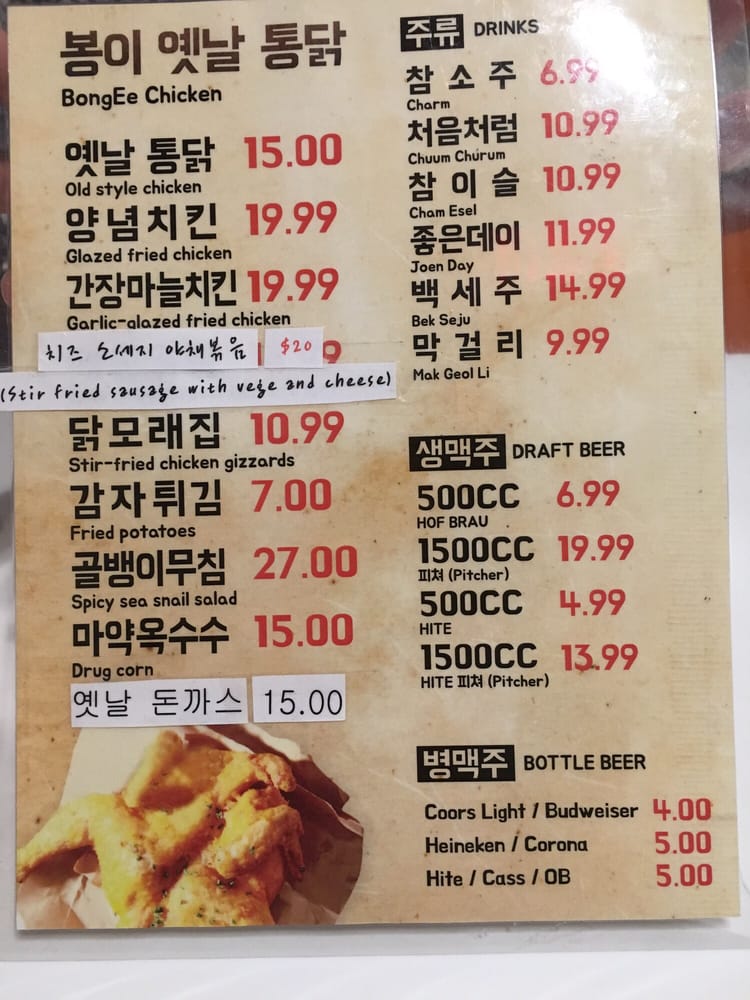 봉이 옛날 통닭
BongEe Chicken
옛날 통닭 15.00
Old style chicken
양념치킨 19.99
Glazed fried chicken
간장마늘치킨 19.99
Garlic-glazed fried chicken
치즈 소세지 야채볶음 $20
(Stir fried sausage with vege and cheese)
닭모래집 10.99
Stir-fried chicken gizzards
감자튀김 7.00
Fried potatoes
골뱅이무침 27.00
Spicy sea snail salad
마약옥수수 15.00
Drug corn
옛날 돈까스 15.00
주류 DRINKS
참소주 6.99
Charm
처음처럼 10.99
Chuum Churum
참이슬 10.99
Cham Esel
좋은데이 11.99
Joen Day
백세주 14.99
Bek Seju
막걸리 9.99
Mak Geol Li
생맥주 DRAFT BEER
500CC 6.99
HOF BRAU
1500CC 19.99
피쳐 (Pitcher)
500CC 4.99
HITE
1500CC 13.99
HITE 피쳐 (Pitcher)
병맥주 BOTTLE BEER
Coors Light / Budweiser 4.00
Heineken / Corona 5.00
Hite / Cass / OB 5.00